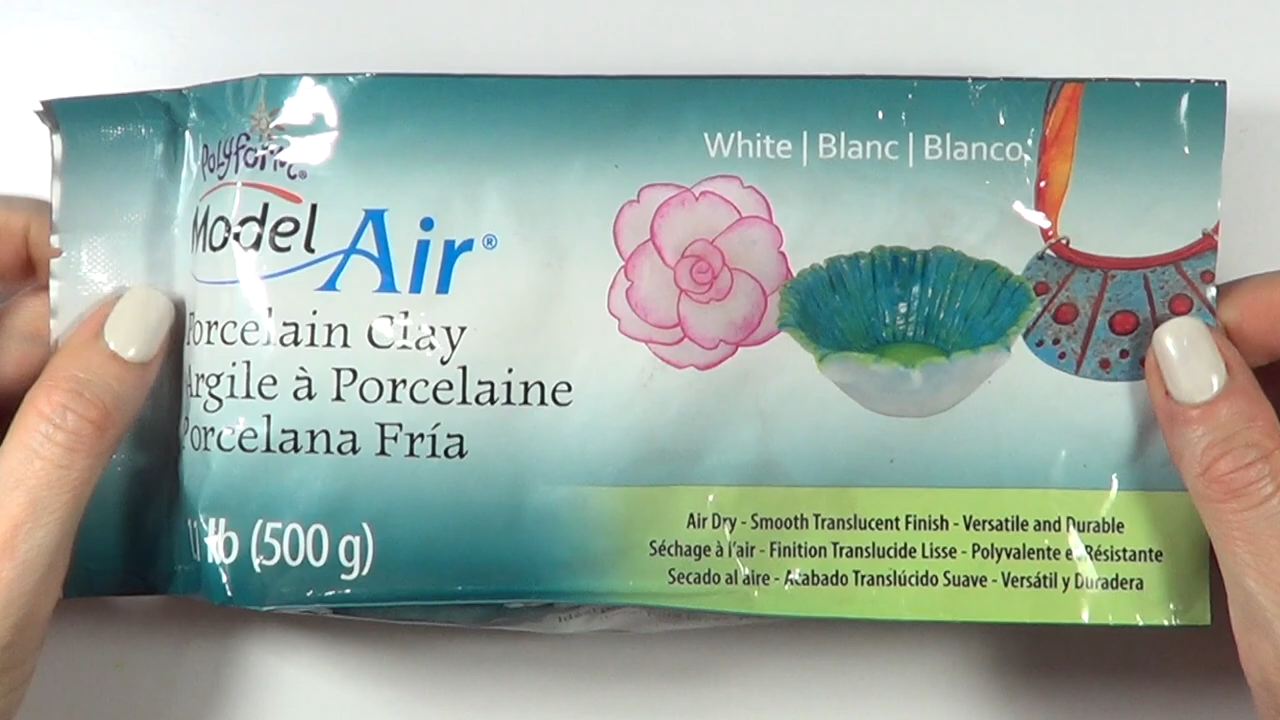 Polyform®
Model Air®
Porcelain Clay
Argile à Porcelaine
Porcelana Fría
lb (500 g)
White | Blanc | Blanco
Air Dry - Smooth Translucent Finish - Versatile and Durable
Séchage à l'air - Finition Translucide Lisse - Polyvalente et Résistante
Secado al aire - Acabado Translúcido Suave - Versátil y Duradera